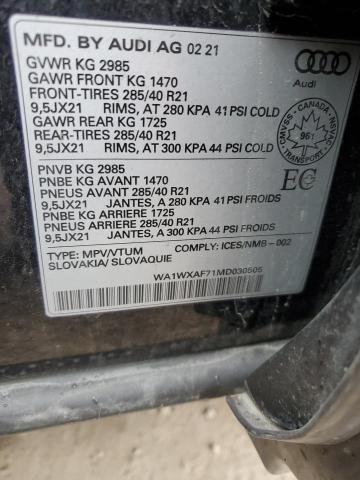 MFD. BY AUDI AG 02 21
GVWR KG 2985
GAWR FRONT KG 1470
FRONT-TIRES 285/40 R21
9,5JX21 RIMS, AT 280 KPA 41 PSI COLD
GAWR REAR KG 1725
REAR-TIRES 285/40 R21
9,5JX21 RIMS, AT 300 KPA 44 PSI COLD
Audi
CANADA
961
TRANSPORT
CMVSS NSVAC
PNVB KG 2985
PNBE KG AVANT 1470
PNEUS AVANT 285/40 R21
9,5JX21 JANTES, A 280 KPA 41 PSI FROIDS
PNBE KG ARRIERE 1725
PNEUS ARRIERE 285/40 R21
9,5JX21 JANTES, A 300 KPA 44 PSI FROIDS
EC
TYPE: MPV/VTUM COMPLY: ICES/NMB-002
SLOVAKIA/SLOVAQUIE
WA1WXAF71MD030505